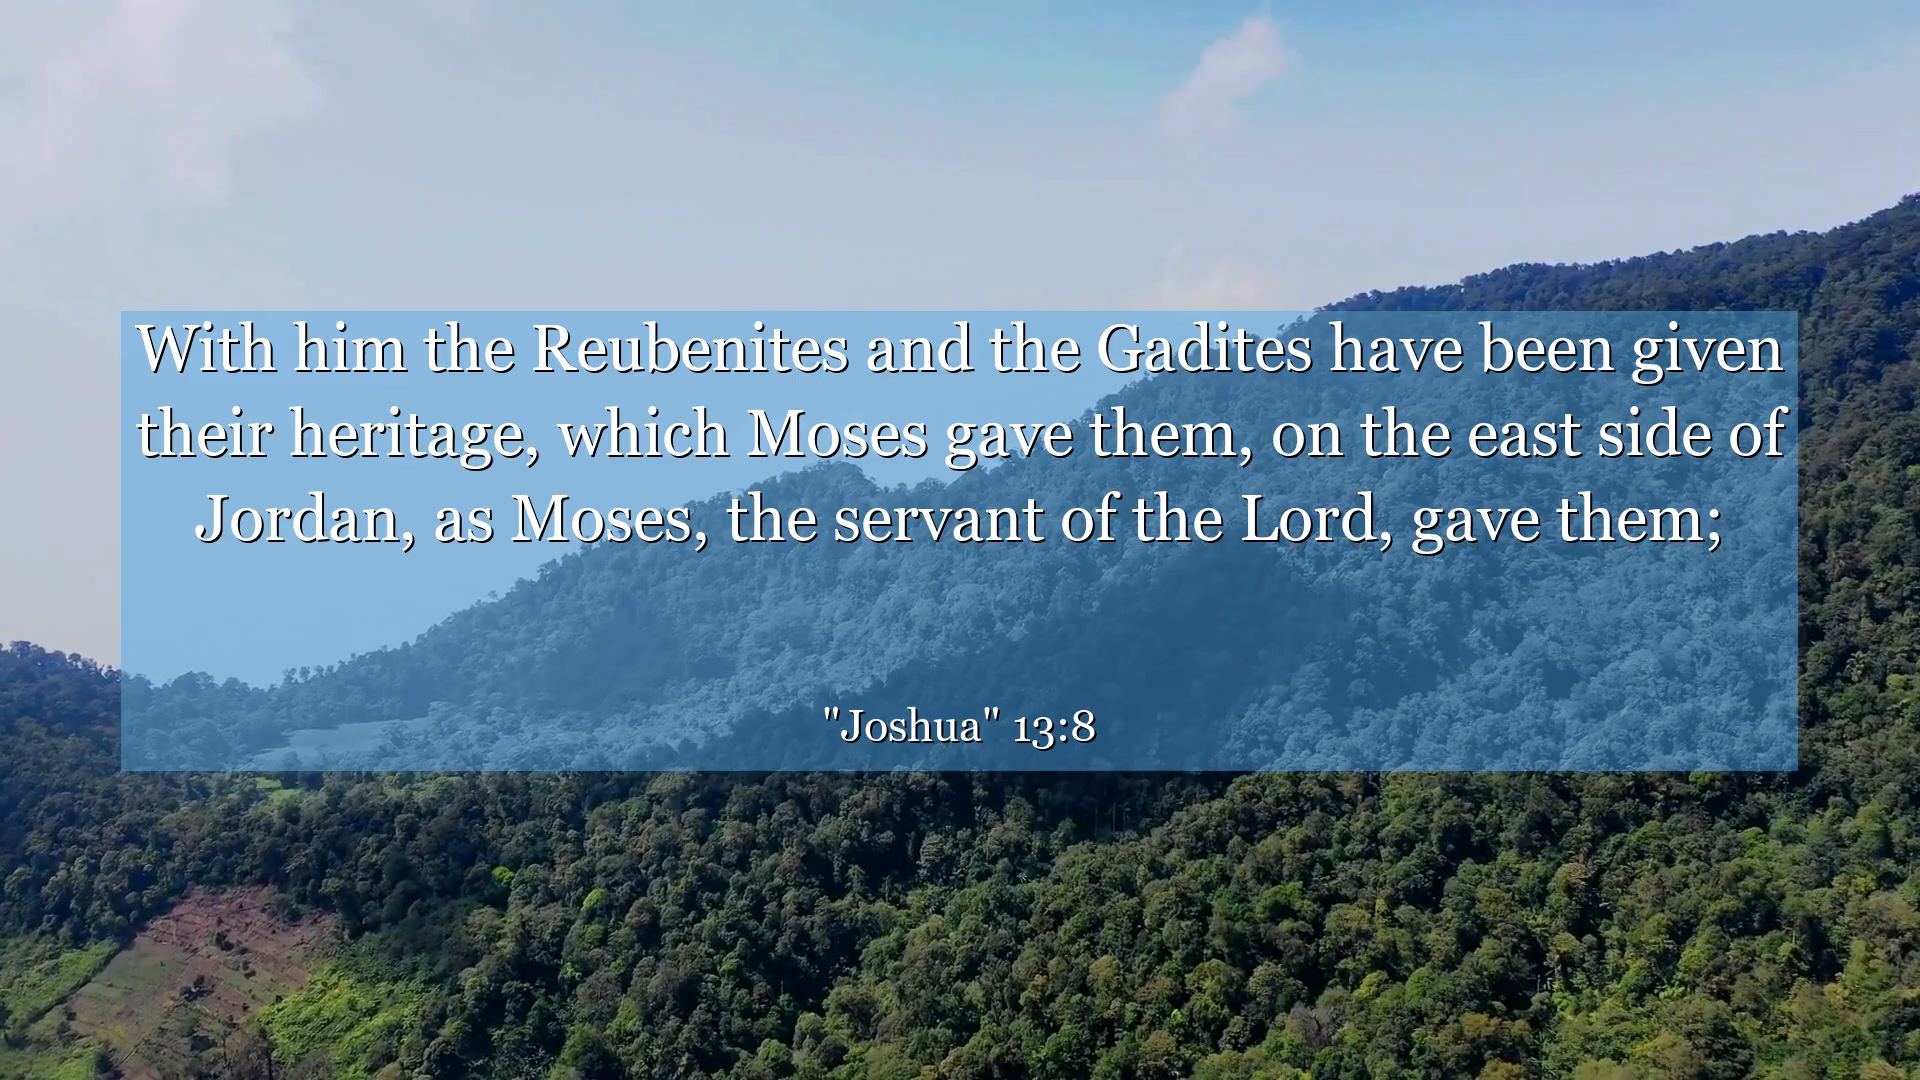 With him the Reubenites and the Gadites have been given
their heritage, which Moses gave them, on the east side of
Jordan, as Moses, the servant of the Lord, gave them;
"Joshua" 13:8